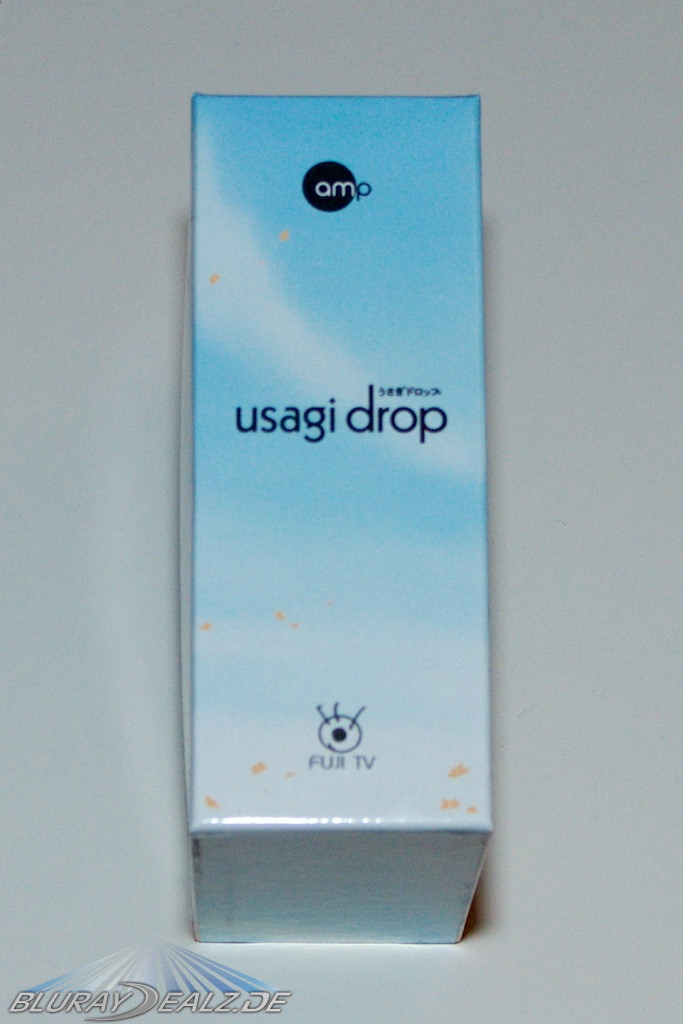 amp
うさぎドロップ
usagi drop
FUJI TV
BLURAYDEALZ.DE